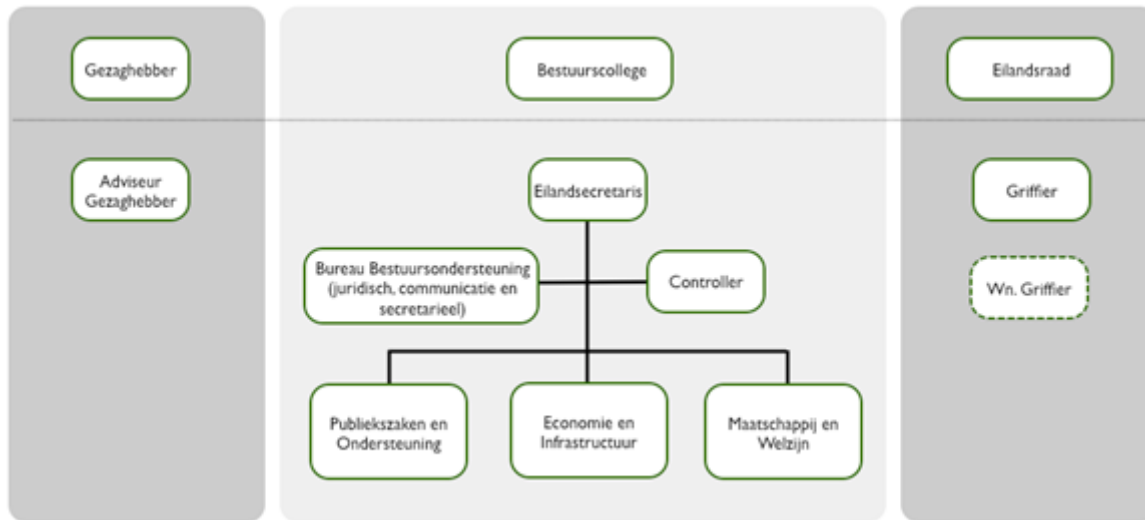 Gezaghebber
Bestuurscollege
Eilandsraad
Adviseur
Gezaghebber
Eilandsecretaris
Griffier
Bureau Bestuursondersteuning
(juridisch, communicatie en
secretarieel)
Controller
Wn. Griffier
Publiekszaken en
Ondersteuning
Economie en
Infrastructuur
Maatschappij en
Welzijn